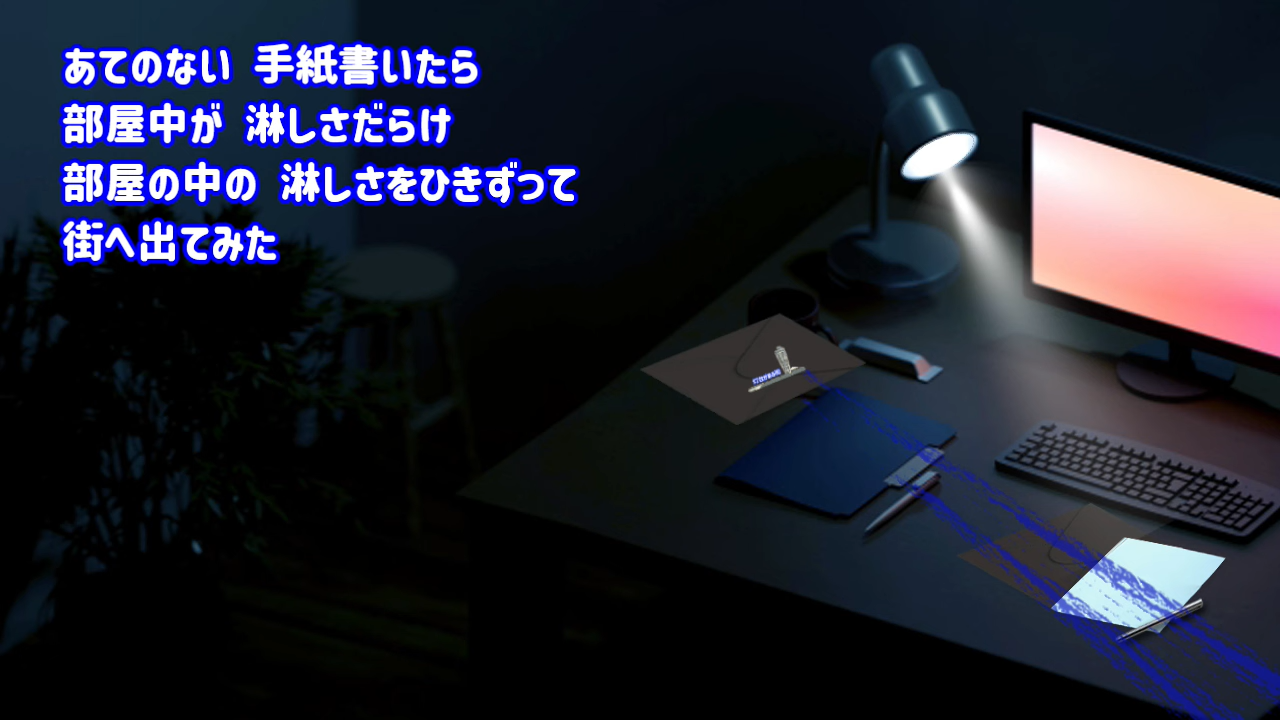 あてのない 手紙書いたら
部屋中が 淋しさだらけ
部屋の中の 淋しさをひきずって
街へ出てみた